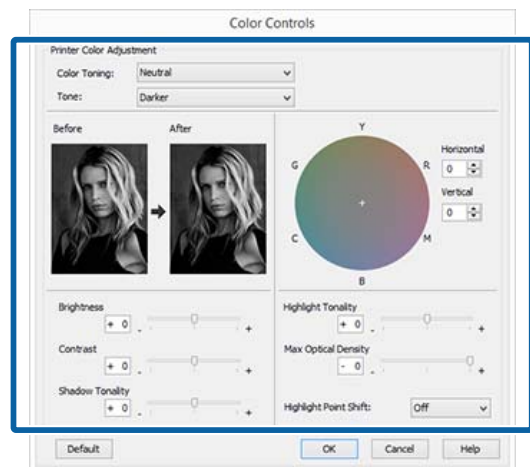 Color Controls
Printer Color Adjustment
Color Toning: Neutral
Tone: Darker
Before After
Y
G R
C M
B
Horizontal
0
Vertical
0
Brightness
+ 0 - +
Contrast
+ 0 - +
Shadow Tonality
+ 0 - +
Highlight Tonality
+ 0 - +
Max Optical Density
- 0 - +
Highlight Point Shift: Off
Default OK Cancel Help